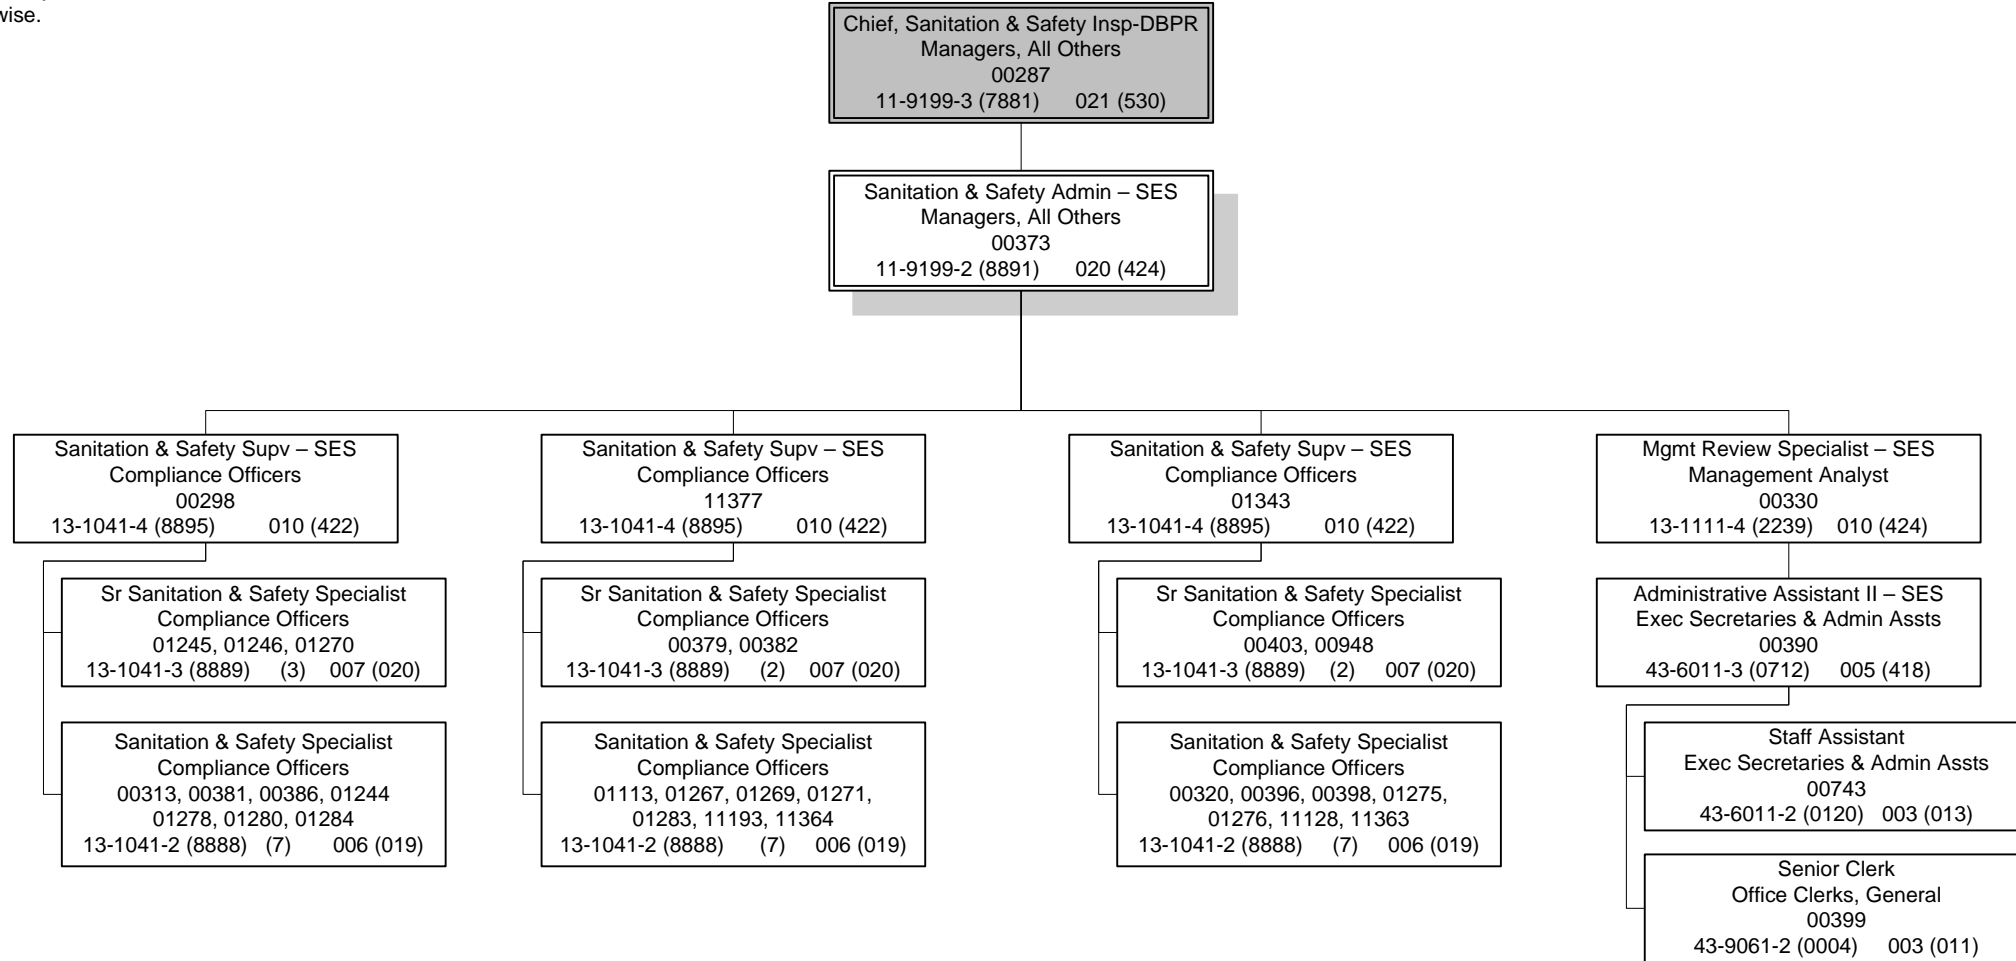 wise.
Chief, Sanitation & Safety Insp-DBPR
Managers, All Others
00287
11-9199-3 (7881) 021 (530)
Sanitation & Safety Admin – SES
Managers, All Others
00373
11-9199-2 (8891) 020 (424)
Sanitation & Safety Supv – SES
Compliance Officers
00298
13-1041-4 (8895) 010 (422)
Sr Sanitation & Safety Specialist
Compliance Officers
01245, 01246, 01270
13-1041-3 (8889) (3) 007 (020)
Sanitation & Safety Specialist
Compliance Officers
00313, 00381, 00386, 01244
01278, 01280, 01284
13-1041-2 (8888) (7) 006 (019)
Sanitation & Safety Supv – SES
Compliance Officers
11377
13-1041-4 (8895) 010 (422)
Sr Sanitation & Safety Specialist
Compliance Officers
00379, 00382
13-1041-3 (8889) (2) 007 (020)
Sanitation & Safety Specialist
Compliance Officers
01113, 01267, 01269, 01271,
01283, 11193, 11364
13-1041-2 (8888) (7) 006 (019)
Sanitation & Safety Supv – SES
Compliance Officers
01343
13-1041-4 (8895) 010 (422)
Sr Sanitation & Safety Specialist
Compliance Officers
00403, 00948
13-1041-3 (8889) (2) 007 (020)
Sanitation & Safety Specialist
Compliance Officers
00320, 00396, 00398, 01275,
01276, 11128, 11363
13-1041-2 (8888) (7) 006 (019)
Mgmt Review Specialist – SES
Management Analyst
00330
13-1111-4 (2239) 010 (424)
Administrative Assistant II – SES
Exec Secretaries & Admin Assts
00390
43-6011-3 (0712) 005 (418)
Staff Assistant
Exec Secretaries & Admin Assts
00743
43-6011-2 (0120) 003 (013)
Senior Clerk
Office Clerks, General
00399
43-9061-2 (0004) 003 (011)